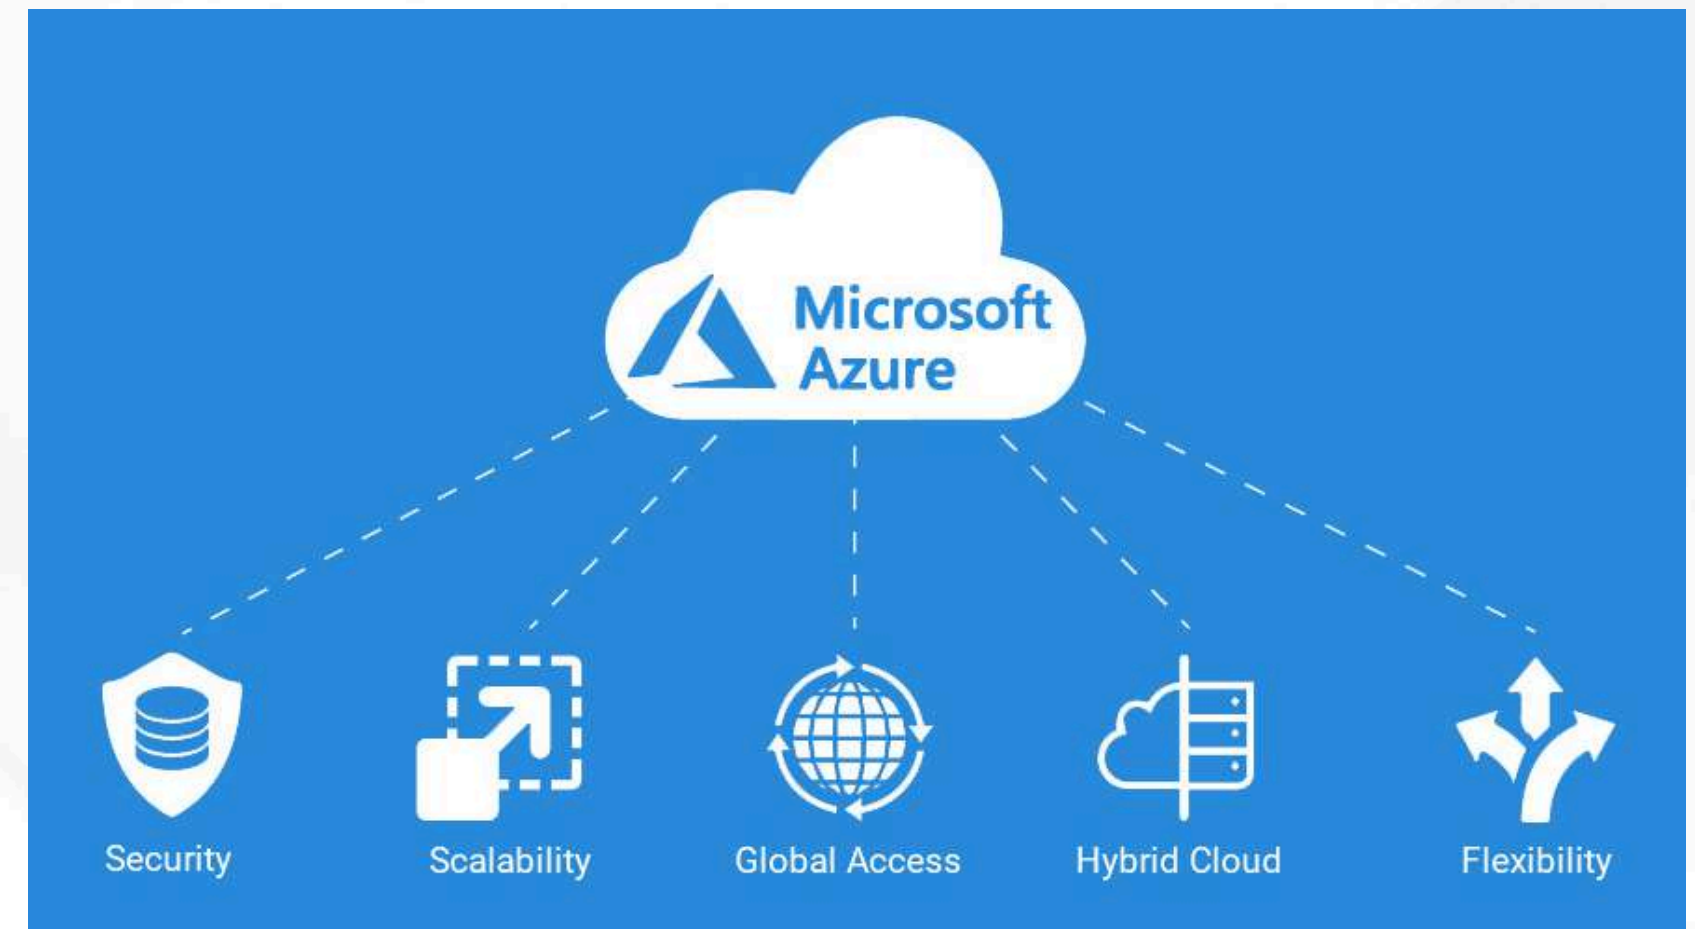 Microsoft
Azure
Security
Scalability
Global Access
Hybrid Cloud
Flexibility